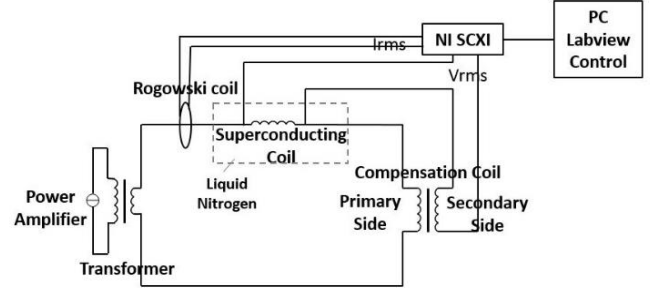 PC
Labview
Control
NI SCXI
Irms
Vrms
Rogowski coil
Superconducting
Coil
Liquid
Nitrogen
Compensation Coil
Primary
Side
Secondary
Side
Power
Amplifier
Transformer